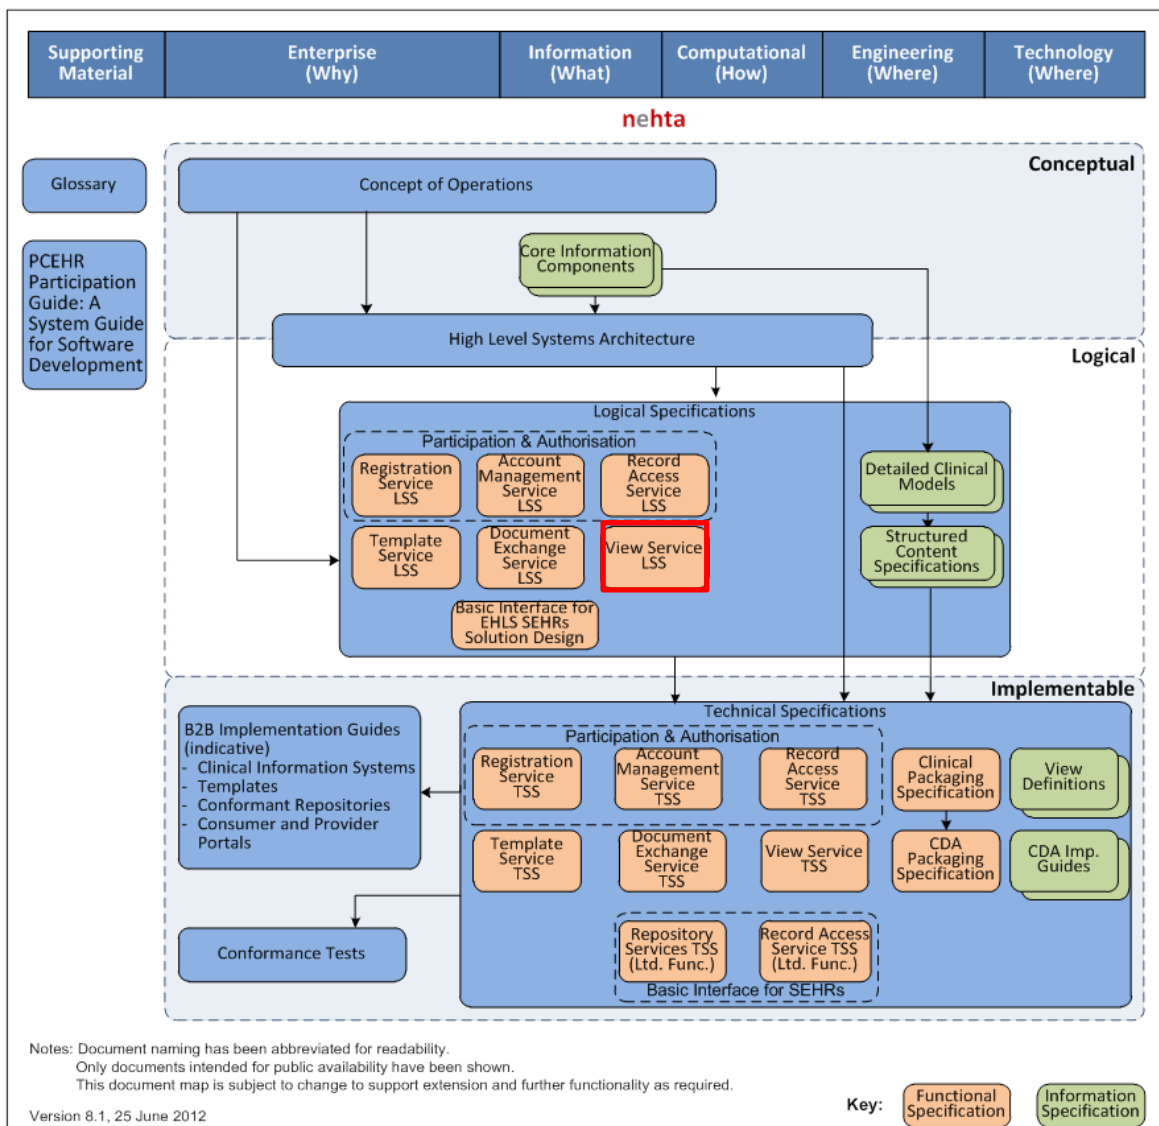 Supporting
Material
Enterprise
(Why)
Information
(What)
Computational
(How)
Engineering
(Where)
Technology
(Where)
nehta
Conceptual
Glossary
Concept of Operations
PCEHR
Participation
Guide: A
System Guide
for Software
Development
Core Information
Components
High Level Systems Architecture
Logical
Logical Specifications
Participation & Authorisation
Registration
Service
LSS
Account
Management
Service
LSS
Record
Access
Service
LSS
Detailed Clinical
Models
Template
Service
LSS
Document
Exchange
Service
LSS
View Service
LSS
Structured
Content
Specifications
Basic Interface for
EHLS SEHRs
Solution Design
Implementable
B2B Implementation Guides
(indicative)
- Clinical Information Systems
- Templates
- Conformant Repositories
- Consumer and Provider
Portals
Technical Specifications
Participation & Authorisation
Registration
Service
TSS
Account
Management
Service
TSS
Record
Access
Service
TSS
Clinical
Packaging
Specification
View
Definitions
Template
Service
TSS
Document
Exchange
Service
TSS
View Service
TSS
CDA
Packaging
Specification
CDA Imp.
Guides
Conformance Tests
Repository
Services TSS
(Ltd. Func.)
Record Access
Service TSS
(Ltd. Func.)
Basic Interface for SEHRs
Notes: Document naming has been abbreviated for readability.
Only documents intended for public availability have been shown.
This document map is subject to change to support extension and further functionality as required.
Version 8.1, 25 June 2012
Key:
Functional
Specification
Information
Specification